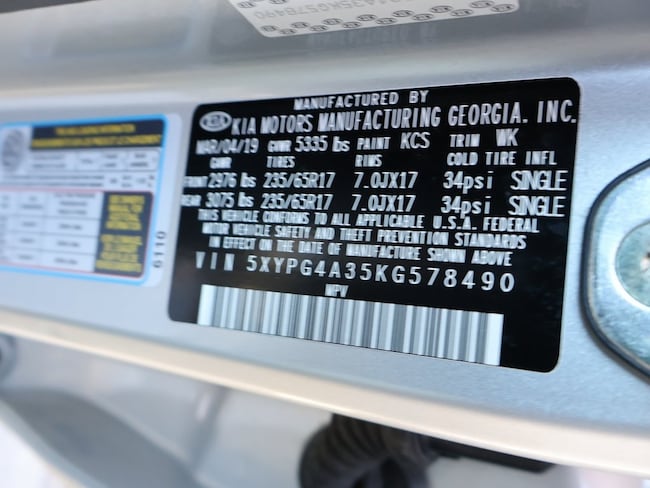 MANUFACTURED BY
KIA KIA MOTORS MANUFACTURING GEORGIA. INC.
MAR/04/19 GVWR 5335 lbs PAINT KCS TRIM WK
GAWR TIRES RIMS COLD TIRE INFL
FRONT 2976 lbs 235/65R17 7.0JX17 34psi SINGLE
REAR 3075 lbs 235/65R17 7.0JX17 34psi SINGLE
THIS VEHICLE CONFORMS TO ALL APPLICABLE U.S.A. FEDERAL
MOTOR VEHICLE SAFETY AND THEFT PREVENTION STANDARDS
IN EFFECT ON THE DATE OF MANUFACTURE SHOWN ABOVE
VIN 5XYPG4A35KG578490
MPV
6110